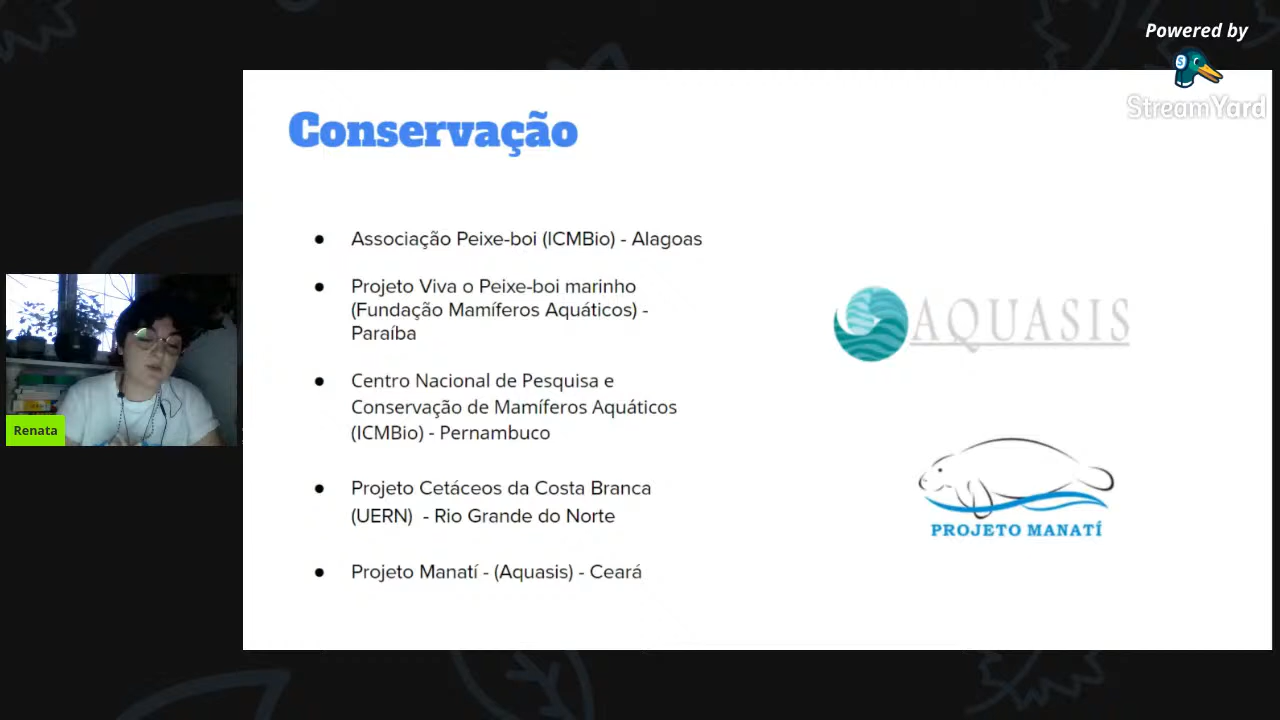 Powered by
StreamYard
Conservação
● Associação Peixe-boi (ICMBio) - Alagoas
● Projeto Viva o Peixe-boi marinho
(Fundação Mamíferos Aquáticos) -
Paraíba
● Centro Nacional de Pesquisa e
Conservação de Mamíferos Aquáticos
(ICMBio) - Pernambuco
● Projeto Cetáceos da Costa Branca
(UERN) - Rio Grande do Norte
● Projeto Manatí - (Aquasis) - Ceará
AQUASIS
PROJETO MANATÍ
Renata